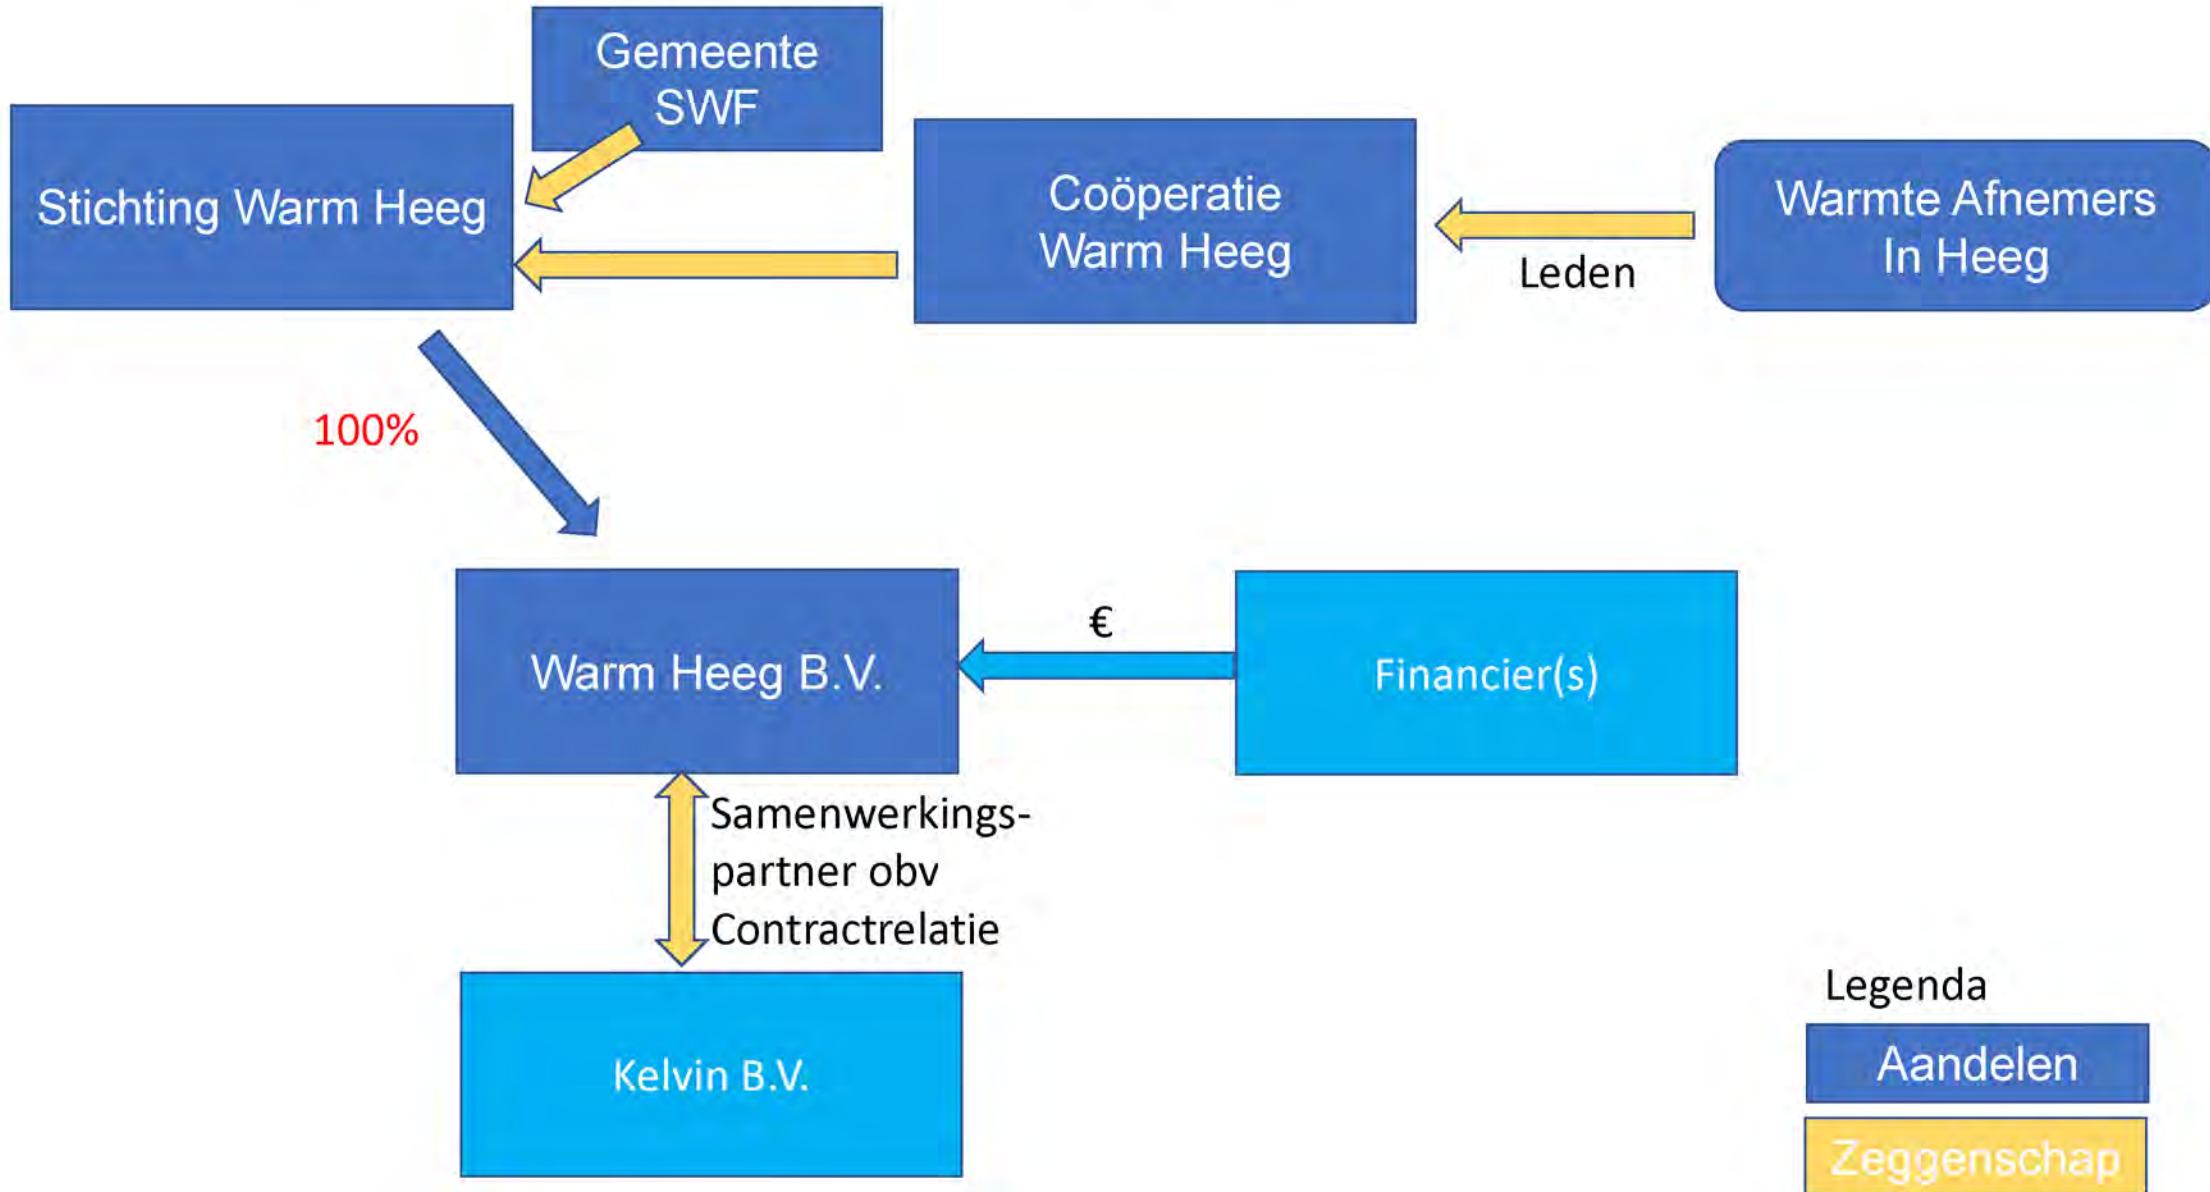 Gemeente
SWF
Stichting Warm Heeg
Coöperatie
Warm Heeg
Leden
Warmte Afnemers
In Heeg
100%
Warm Heeg B.V.
€
Financier(s)
Samenwerkings-
partner obv
Contractrelatie
Kelvin B.V.
Legenda
Aandelen
Zeggenschap